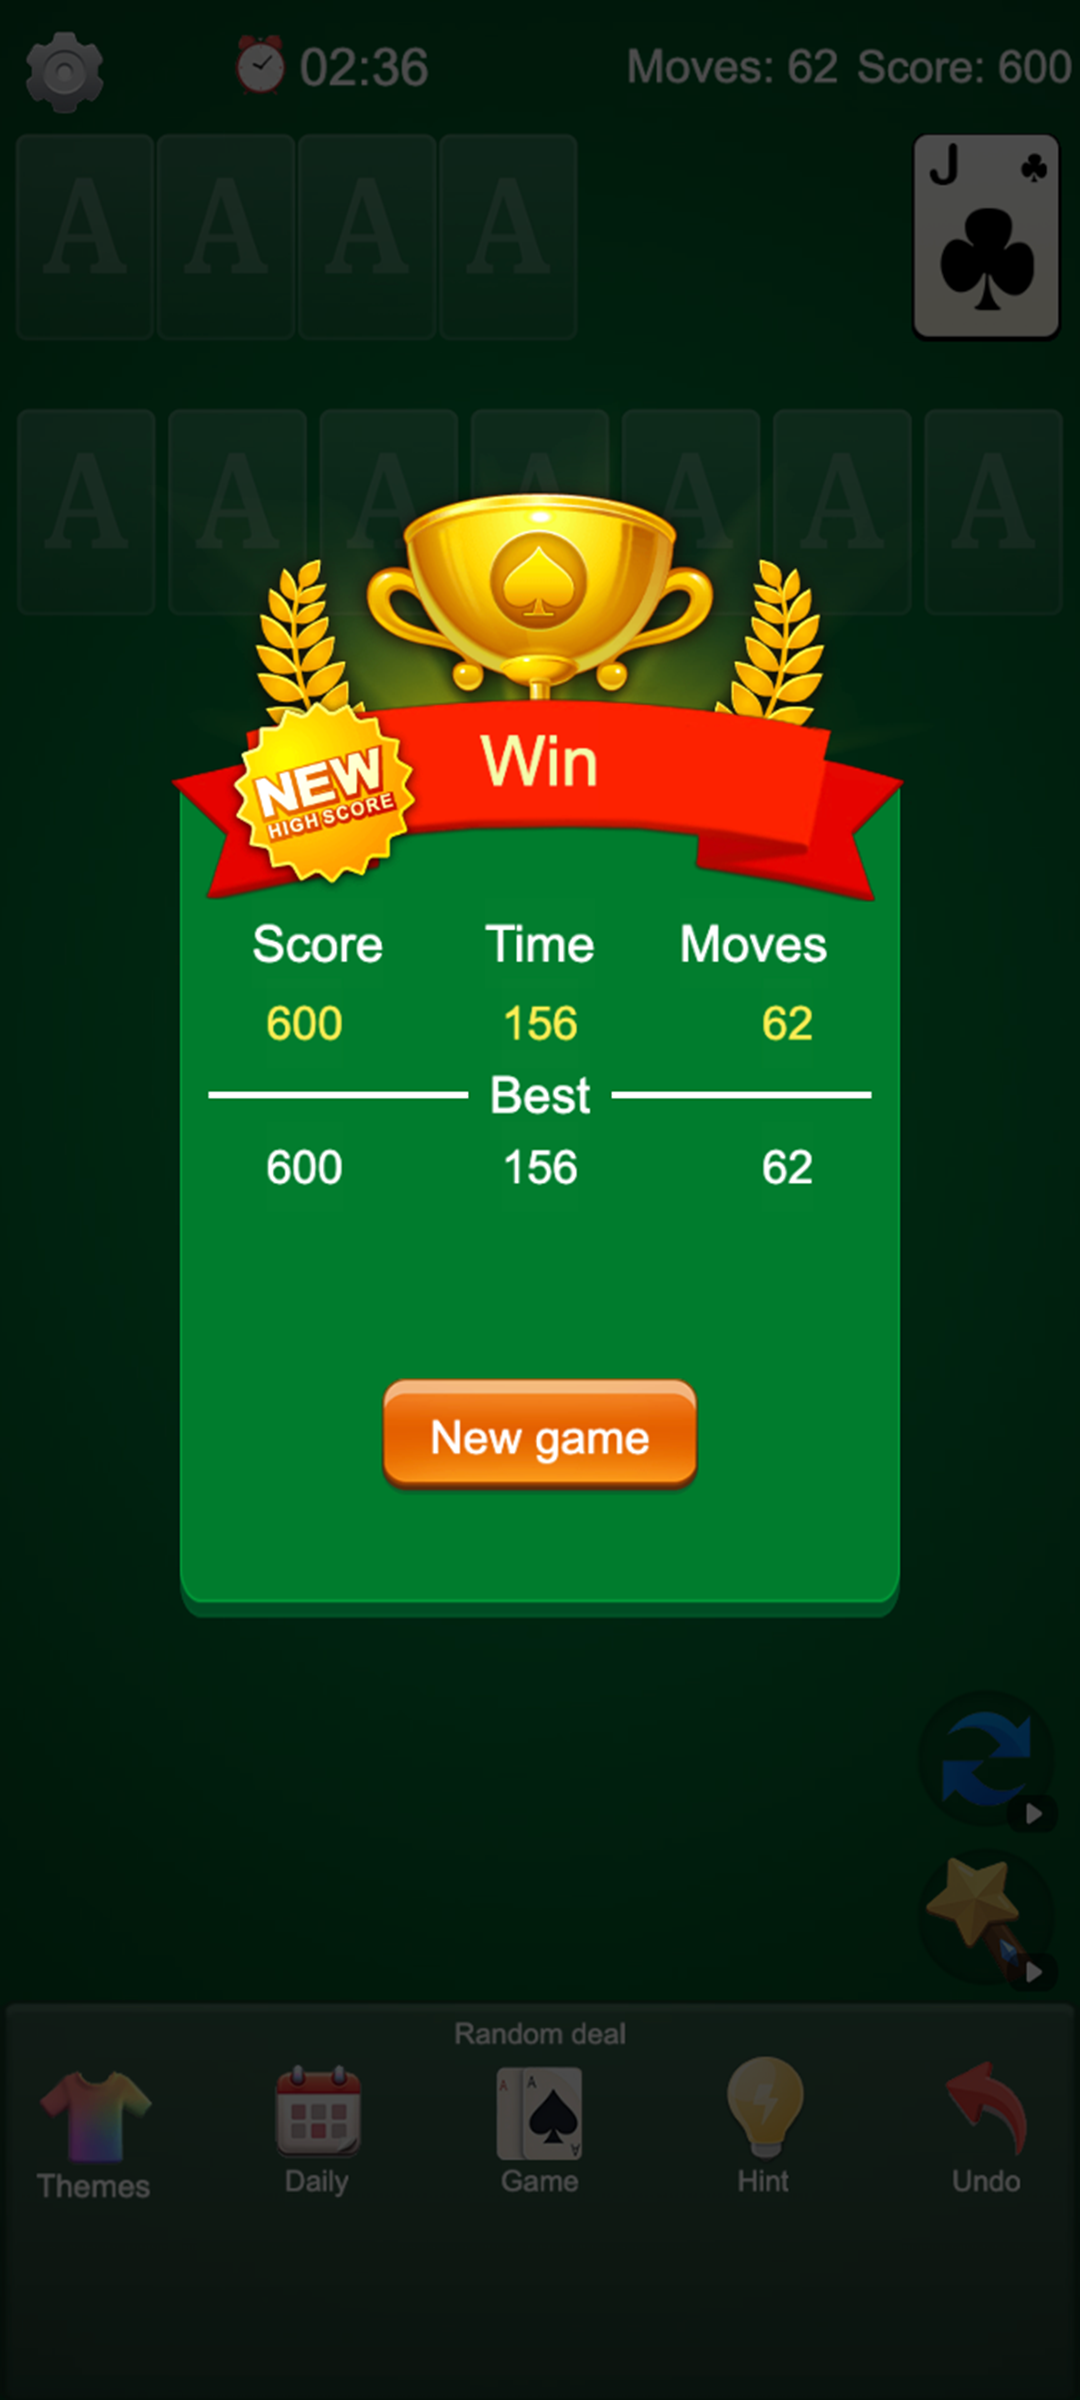 02:36 Moves: 62 Score: 600
A A A A J
A A A A A A A
Win
NEW
HIGH SCORE
Score Time Moves
600 156 62
Best
600 156 62
New game
Random deal
A A A
Themes Daily Game Hint Undo